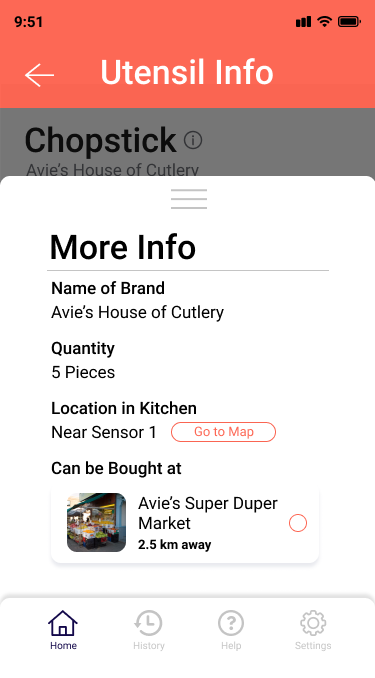 9:51
Utensil Info
Chopstick
Avie's House of Cutlery
More Info
Name of Brand
Avie's House of Cutlery
Quantity
5 Pieces
Location in Kitchen
Near Sensor 1 Go to Map
Can be Bought at
Avie's Super Duper
Market
2.5 km away
Home History Help Settings